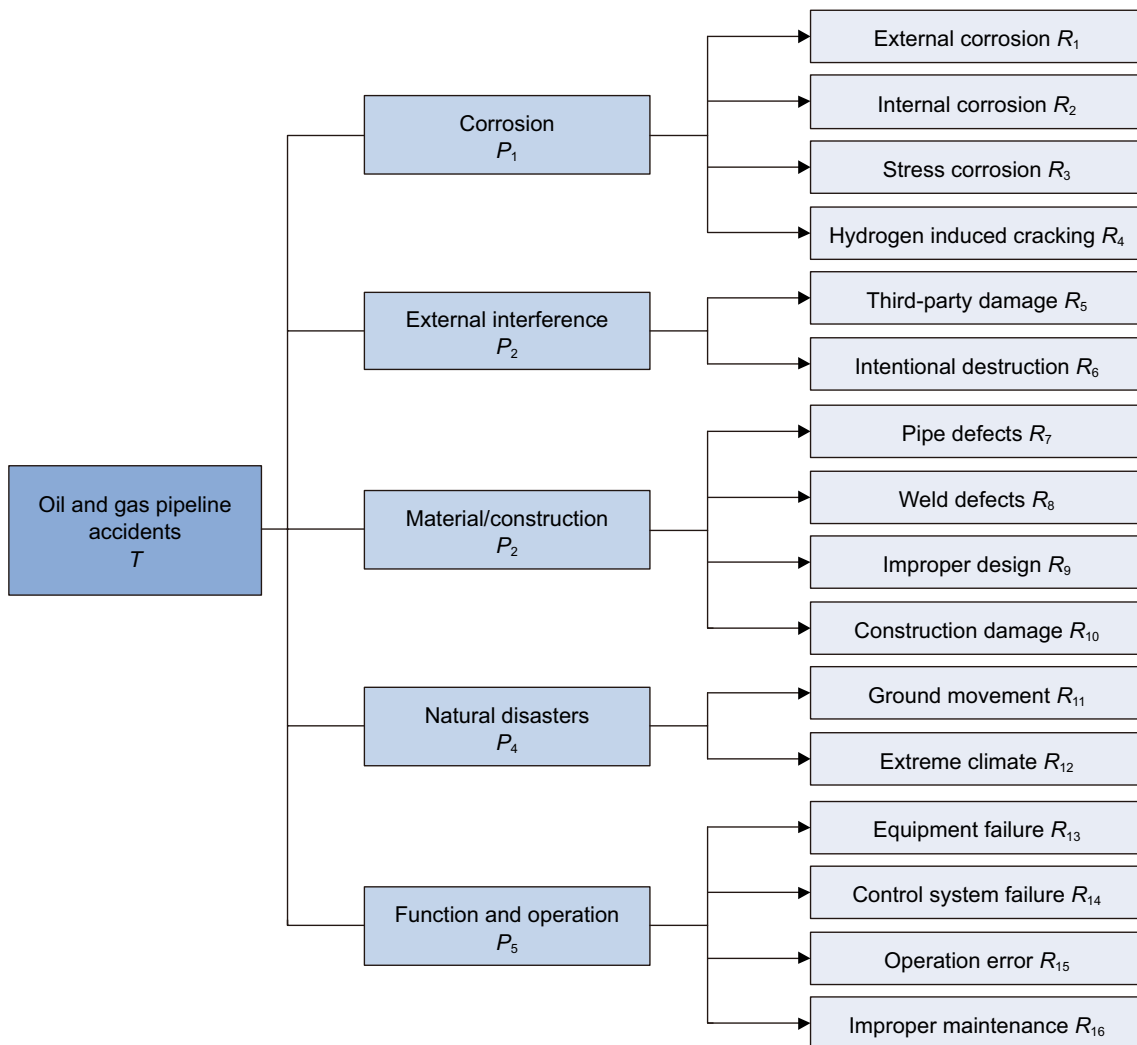 Oil and gas pipeline
accidents
T
Corrosion
P₁
External interference
P₂
Material/construction
P₂
Natural disasters
P₄
Function and operation
P₅
External corrosion R₁
Internal corrosion R₂
Stress corrosion R₃
Hydrogen induced cracking R₄
Third-party damage R₅
Intentional destruction R₆
Pipe defects R₇
Weld defects R₈
Improper design R₉
Construction damage R₁₀
Ground movement R₁₁
Extreme climate R₁₂
Equipment failure R₁₃
Control system failure R₁₄
Operation error R₁₅
Improper maintenance R₁₆